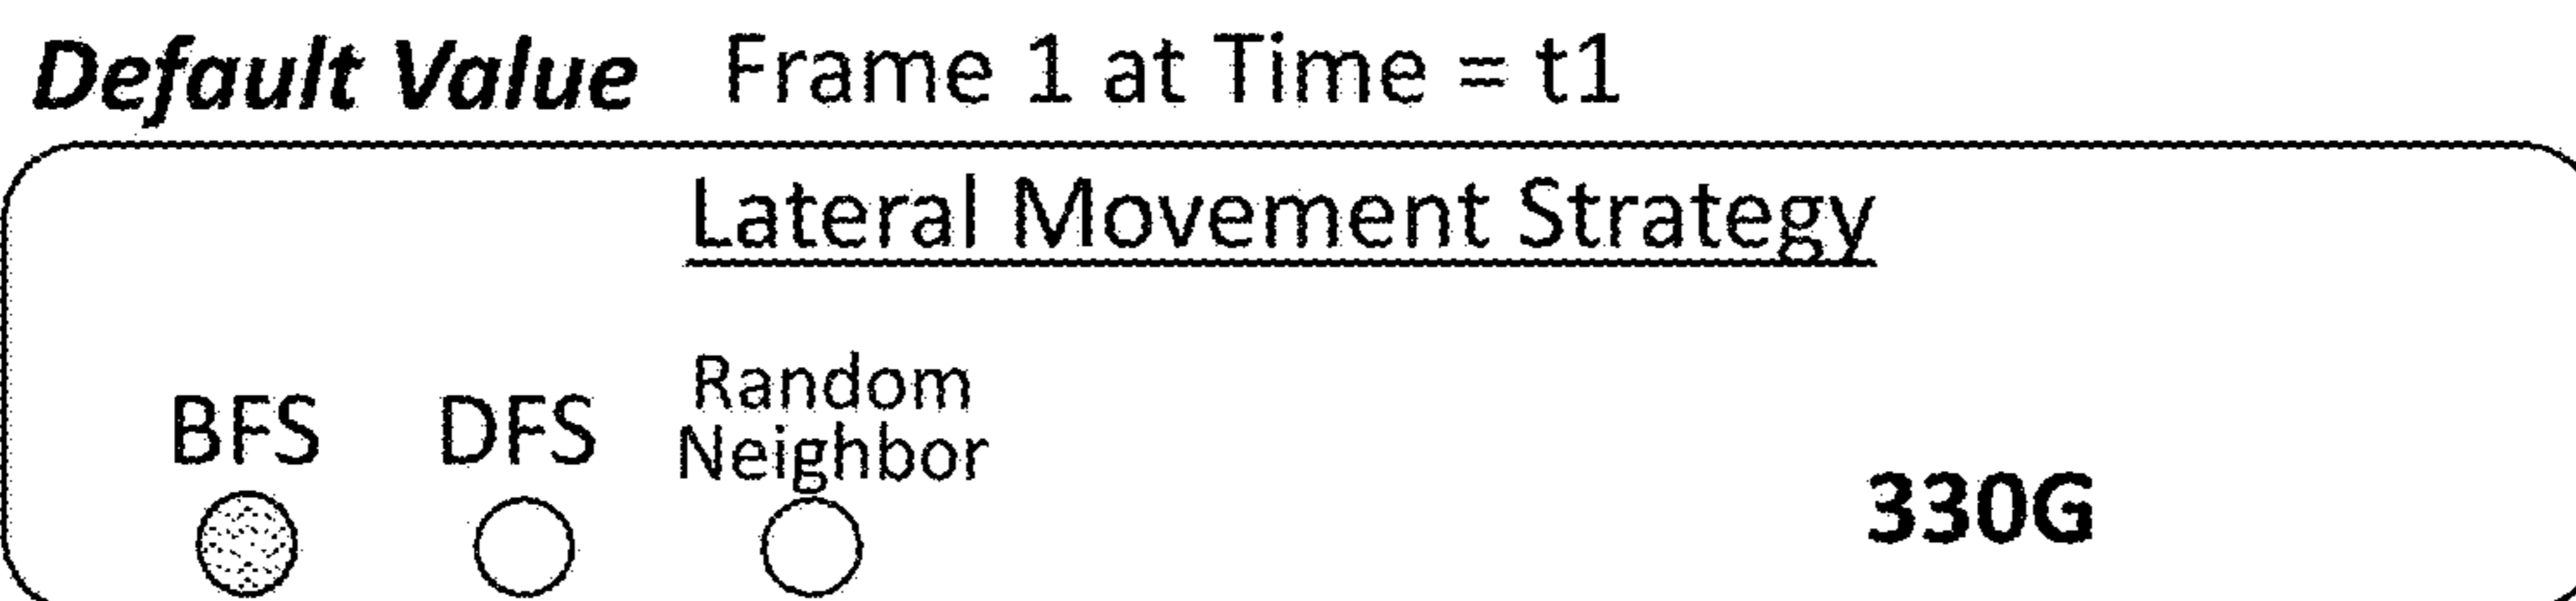 Default Value Frame 1 at Time = t1
Lateral Movement Strategy
BFS DFS Random Neighbor
330G